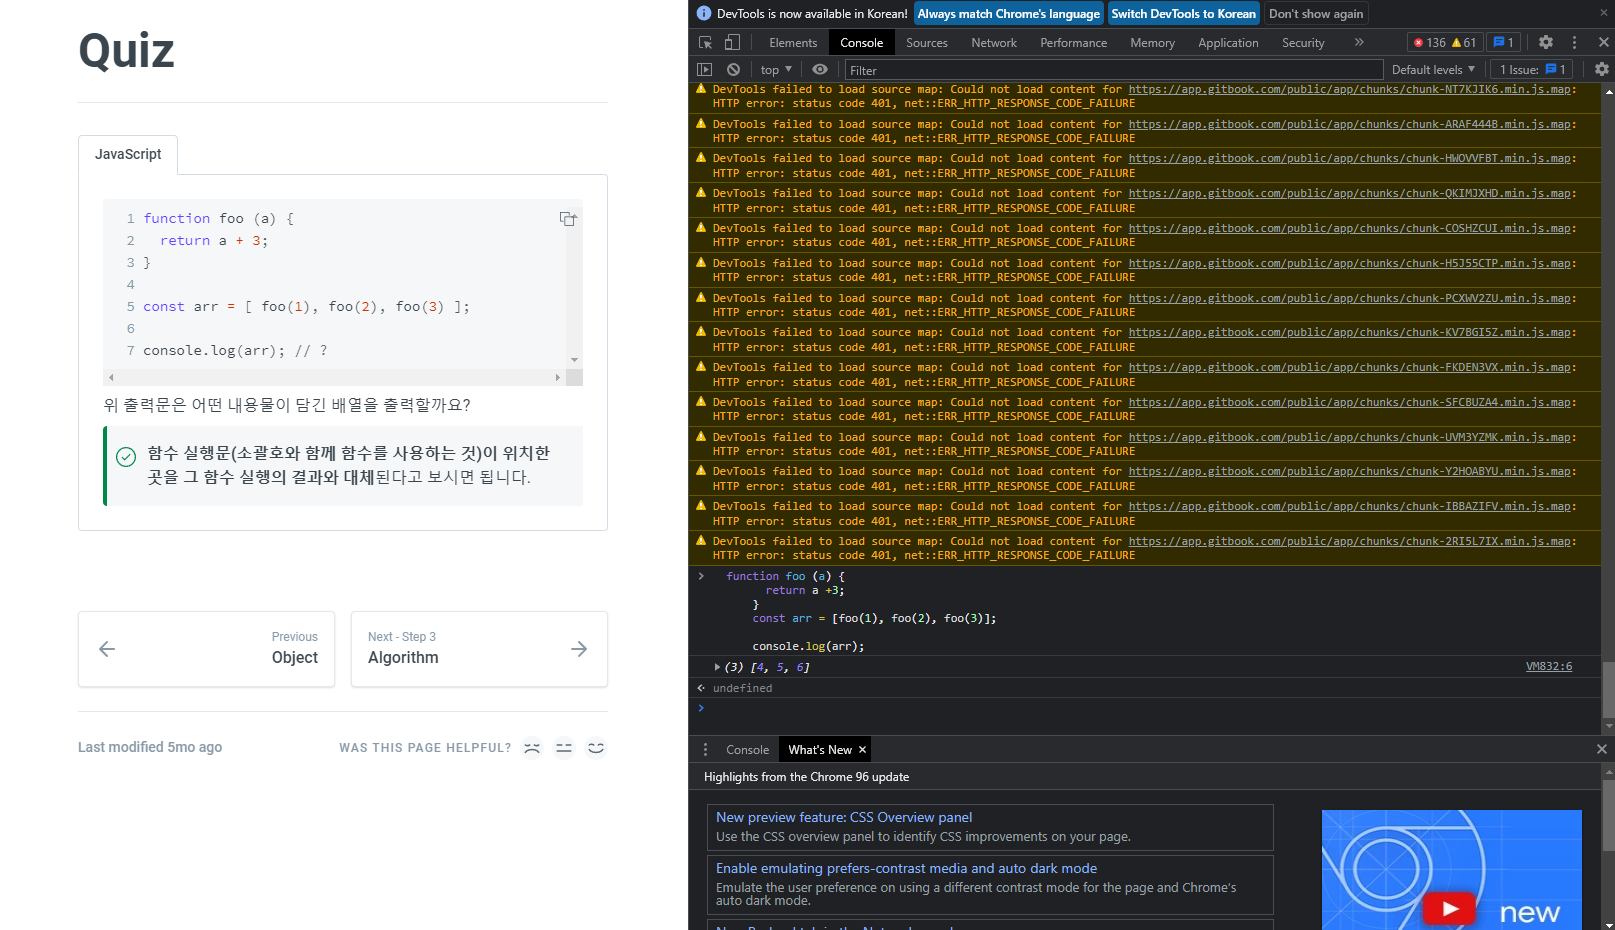 Quiz
JavaScript
1 function foo (a) {
2 return a + 3;
3 }
4
5 const arr = [ foo(1), foo(2), foo(3) ];
6
7 console.log(arr); // ?
위 출력문은 어떤 내용물이 담긴 배열을 출력할까요?
함수 실행문(소괄호와 함께 함수를 사용하는 것)이 위치한
곳을 그 함수 실행의 결과와 대체된다고 보시면 됩니다.
Previous
Object
Next - Step 3
Algorithm
Last modified 5mo ago
WAS THIS PAGE HELPFUL?
DevTools is now available in Korean! Always match Chrome's language Switch DevTools to Korean Don't show again
Elements Console Sources Network Performance Memory Application Security » 136 61 1
top Filter Default levels 1 Issue: 1
DevTools failed to load source map: Could not load content for https://app.gitbook.com/public/app/chunks/chunk-NT7KJIK6.min.js.map:
HTTP error: status code 401, net::ERR_HTTP_RESPONSE_CODE_FAILURE
DevTools failed to load source map: Could not load content for https://app.gitbook.com/public/app/chunks/chunk-ARAF444B.min.js.map:
HTTP error: status code 401, net::ERR_HTTP_RESPONSE_CODE_FAILURE
DevTools failed to load source map: Could not load content for https://app.gitbook.com/public/app/chunks/chunk-HWOVVFBT.min.js.map:
HTTP error: status code 401, net::ERR_HTTP_RESPONSE_CODE_FAILURE
DevTools failed to load source map: Could not load content for https://app.gitbook.com/public/app/chunks/chunk-QKIMJXHD.min.js.map:
HTTP error: status code 401, net::ERR_HTTP_RESPONSE_CODE_FAILURE
DevTools failed to load source map: Could not load content for https://app.gitbook.com/public/app/chunks/chunk-COSHZCUI.min.js.map:
HTTP error: status code 401, net::ERR_HTTP_RESPONSE_CODE_FAILURE
DevTools failed to load source map: Could not load content for https://app.gitbook.com/public/app/chunks/chunk-H5J55CTP.min.js.map:
HTTP error: status code 401, net::ERR_HTTP_RESPONSE_CODE_FAILURE
DevTools failed to load source map: Could not load content for https://app.gitbook.com/public/app/chunks/chunk-PCXWV2ZU.min.js.map:
HTTP error: status code 401, net::ERR_HTTP_RESPONSE_CODE_FAILURE
DevTools failed to load source map: Could not load content for https://app.gitbook.com/public/app/chunks/chunk-KV7BGI5Z.min.js.map:
HTTP error: status code 401, net::ERR_HTTP_RESPONSE_CODE_FAILURE
DevTools failed to load source map: Could not load content for https://app.gitbook.com/public/app/chunks/chunk-FKDEN3VX.min.js.map:
HTTP error: status code 401, net::ERR_HTTP_RESPONSE_CODE_FAILURE
DevTools failed to load source map: Could not load content for https://app.gitbook.com/public/app/chunks/chunk-SFCBUZA4.min.js.map:
HTTP error: status code 401, net::ERR_HTTP_RESPONSE_CODE_FAILURE
DevTools failed to load source map: Could not load content for https://app.gitbook.com/public/app/chunks/chunk-UVM3YZMK.min.js.map:
HTTP error: status code 401, net::ERR_HTTP_RESPONSE_CODE_FAILURE
DevTools failed to load source map: Could not load content for https://app.gitbook.com/public/app/chunks/chunk-Y2HOABYU.min.js.map:
HTTP error: status code 401, net::ERR_HTTP_RESPONSE_CODE_FAILURE
DevTools failed to load source map: Could not load content for https://app.gitbook.com/public/app/chunks/chunk-IBBAZIFV.min.js.map:
HTTP error: status code 401, net::ERR_HTTP_RESPONSE_CODE_FAILURE
DevTools failed to load source map: Could not load content for https://app.gitbook.com/public/app/chunks/chunk-2RI5L7IX.min.js.map:
HTTP error: status code 401, net::ERR_HTTP_RESPONSE_CODE_FAILURE
function foo (a) {
return a +3;
}
const arr = [foo(1), foo(2), foo(3)];
console.log(arr);
(3) [4, 5, 6] VM832:6
undefined
Console What's New
Highlights from the Chrome 96 update
New preview feature: CSS Overview panel
Use the CSS overview panel to identify CSS improvements on your page.
Enable emulating prefers-contrast media and auto dark mode
Emulate the user preference on using a different contrast mode for the page and Chrome's
auto dark mode.
new